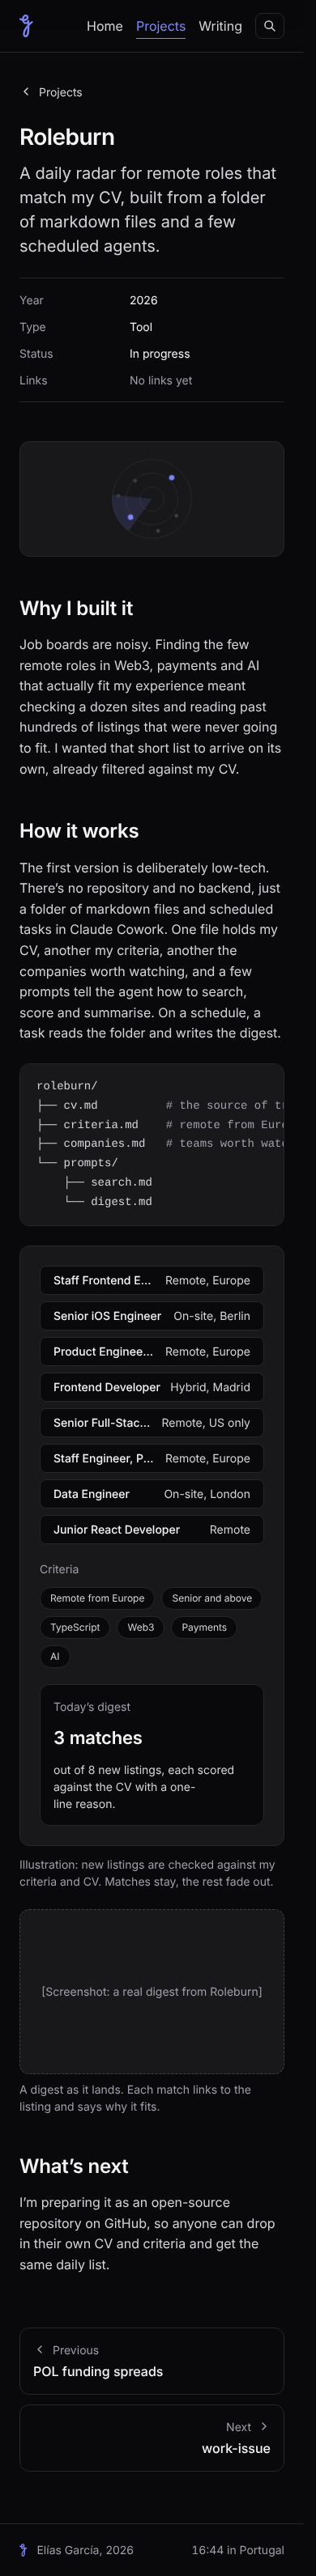 Home Projects Writing
Projects
Roleburn
A daily radar for remote roles that
match my CV, built from a folder
of markdown files and a few
scheduled agents.
Year 2026
Type Tool
Status In progress
Links No links yet
Why I built it
Job boards are noisy. Finding the few
remote roles in Web3, payments and AI
that actually fit my experience meant
checking a dozen sites and reading past
hundreds of listings that were never going
to fit. I wanted that short list to arrive on its
own, already filtered against my CV.
How it works
The first version is deliberately low-tech.
There’s no repository and no backend, just
a folder of markdown files and scheduled
tasks in Claude Cowork. One file holds my
CV, another my criteria, another the
companies worth watching, and a few
prompts tell the agent how to search,
score and summarise. On a schedule, a
task reads the folder and writes the digest.
roleburn/
├── cv.md # the source of t
├── criteria.md # remote from Eur
├── companies.md # teams worth wat
└── prompts/
├── search.md
└── digest.md
Staff Frontend E... Remote, Europe
Senior iOS Engineer On-site, Berlin
Product Enginee... Remote, Europe
Frontend Developer Hybrid, Madrid
Senior Full-Stac... Remote, US only
Staff Engineer, P... Remote, Europe
Data Engineer On-site, London
Junior React Developer Remote
Criteria
Remote from Europe Senior and above
TypeScript Web3 Payments
AI
Today’s digest
3 matches
out of 8 new listings, each scored
against the CV with a one-
line reason.
Illustration: new listings are checked against my
criteria and CV. Matches stay, the rest fade out.
[Screenshot: a real digest from Roleburn]
A digest as it lands. Each match links to the
listing and says why it fits.
What’s next
I’m preparing it as an open-source
repository on GitHub, so anyone can drop
in their own CV and criteria and get the
same daily list.
Previous
POL funding spreads
Next
work-issue
Elías García, 2026 16:44 in Portugal